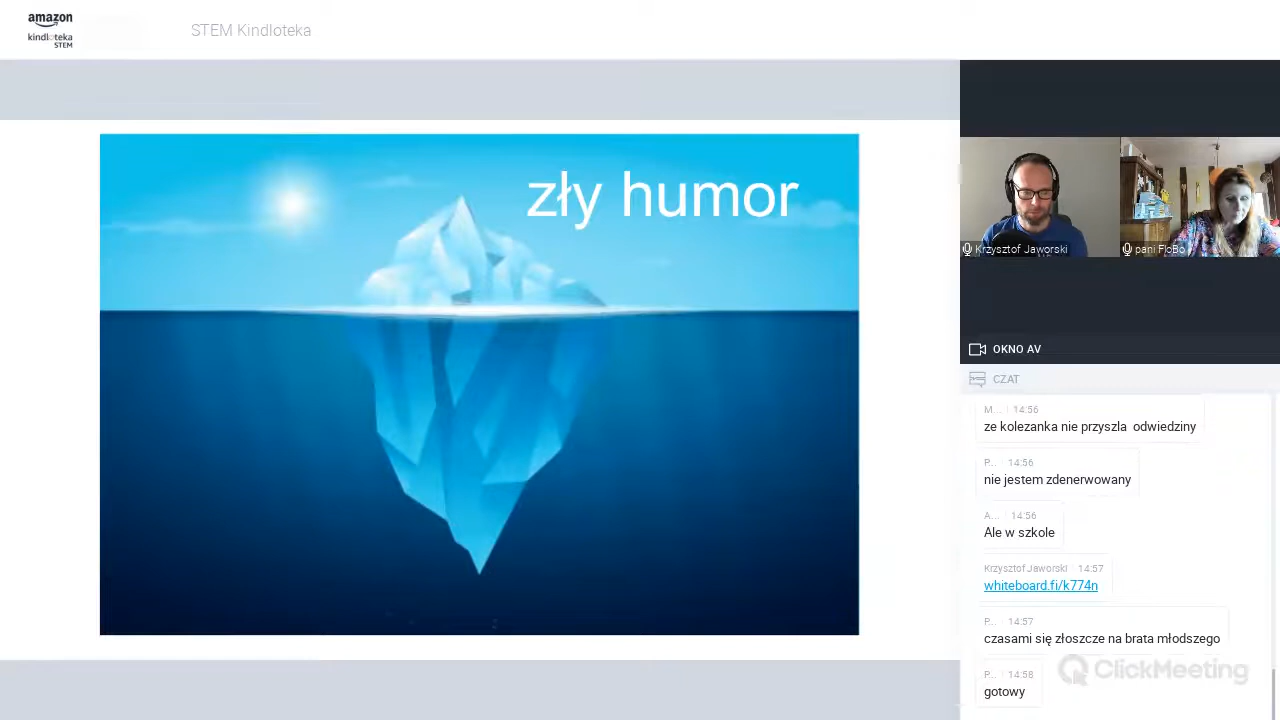 amazon
kindloteka
STEM
STEM Kindloteka
zły humor
Krzysztof Jaworski
pani FloBo
OKNO AV
CZAT
M... 14:56
ze kolezanka nie przyszla odwiedziny
P... 14:56
nie jestem zdenerwowany
A... 14:56
Ale w szkole
Krzysztof Jaworski 14:57
whiteboard.fi/k774n
P... 14:57
czasami się złoszcze na brata młodszego
ClickMeeting
P... 14:58
gotowy